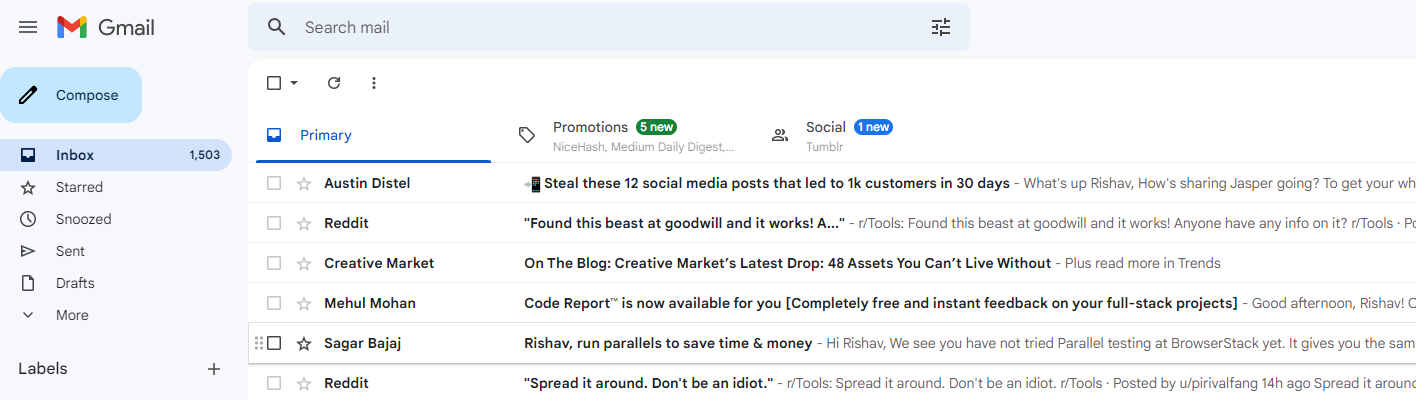 Gmail
Search mail
Compose
Inbox 1,503
Starred
Snoozed
Sent
Drafts
More
Labels
Primary
Promotions 5 new
NiceHash, Medium Daily Digest,...
Social 1 new
Tumblr
Austin Distel 📲 Steal these 12 social media posts that led to 1k customers in 30 days - What's up Rishav, How's sharing Jasper going? To get your wh
Reddit "Found this beast at goodwill and it works! A..." - r/Tools: Found this beast at goodwill and it works! Anyone have any info on it? r/Tools · Po
Creative Market On The Blog: Creative Market’s Latest Drop: 48 Assets You Can’t Live Without - Plus read more in Trends
Mehul Mohan Code Report™ is now available for you [Completely free and instant feedback on your full-stack projects] - Good afternoon, Rishav! C
Sagar Bajaj Rishav, run parallels to save time & money - Hi Rishav, We see you have not tried Parallel testing at BrowserStack yet. It gives you the sam
Reddit "Spread it around. Don't be an idiot." - r/Tools: Spread it around. Don't be an idiot. r/Tools · Posted by u/pirivalfang 14h ago Spread it aroun